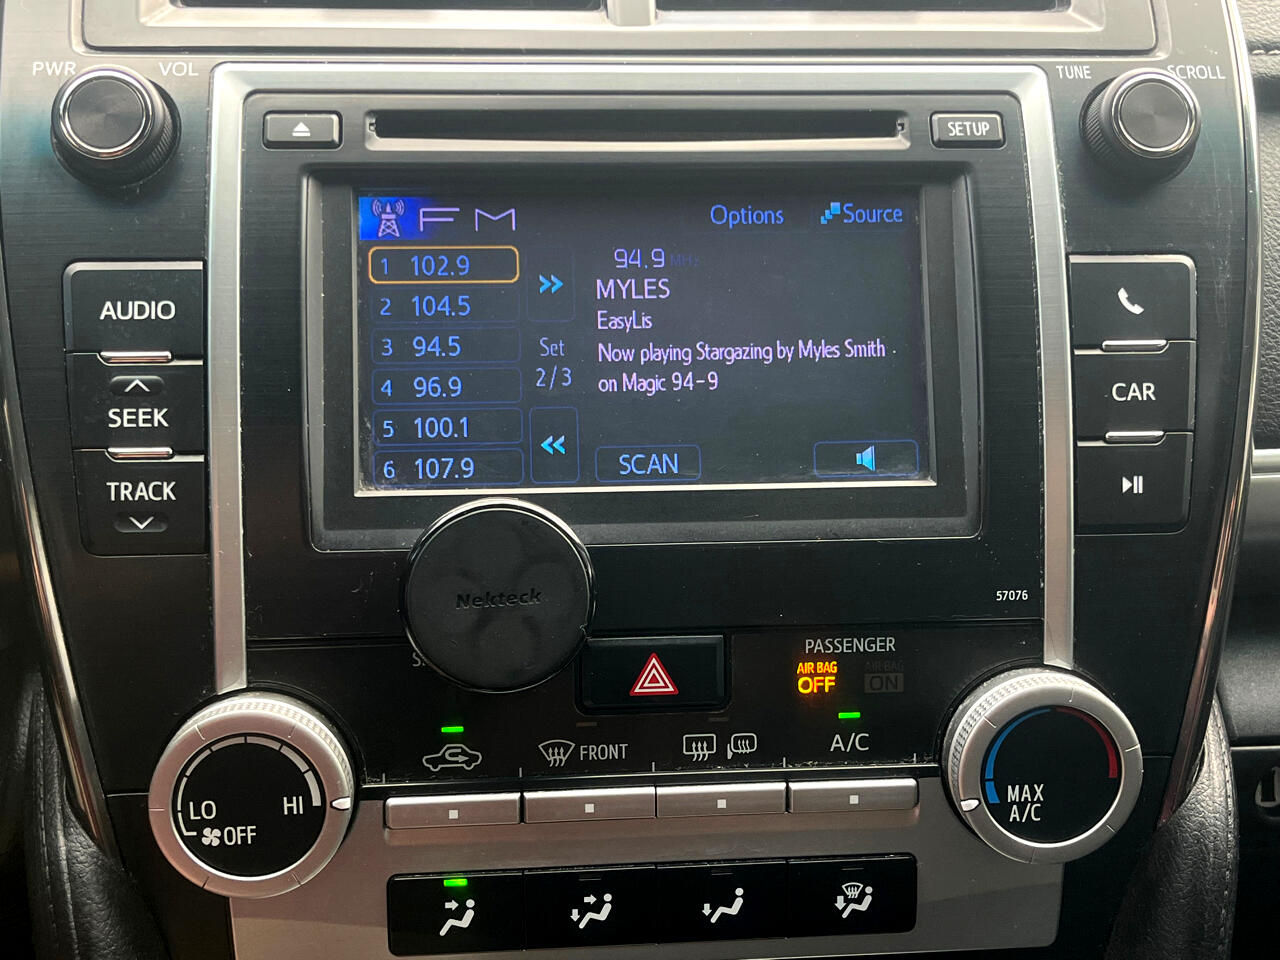 PWR VOL
TUNE SCROLL
SETUP
FM
Options Source
1 102.9
2 104.5
3 94.5
4 96.9
5 100.1
6 107.9
Set
2/3
94.9 MHz
MYLES
EasyLis
Now playing Stargazing by Myles Smith
on Magic 94-9
SCAN
AUDIO
SEEK
TRACK
CAR
Nekteck
57076
PASSENGER
AIR BAG
OFF
AIR BAG
ON
FRONT
A/C
LO HI
OFF
MAX
A/C